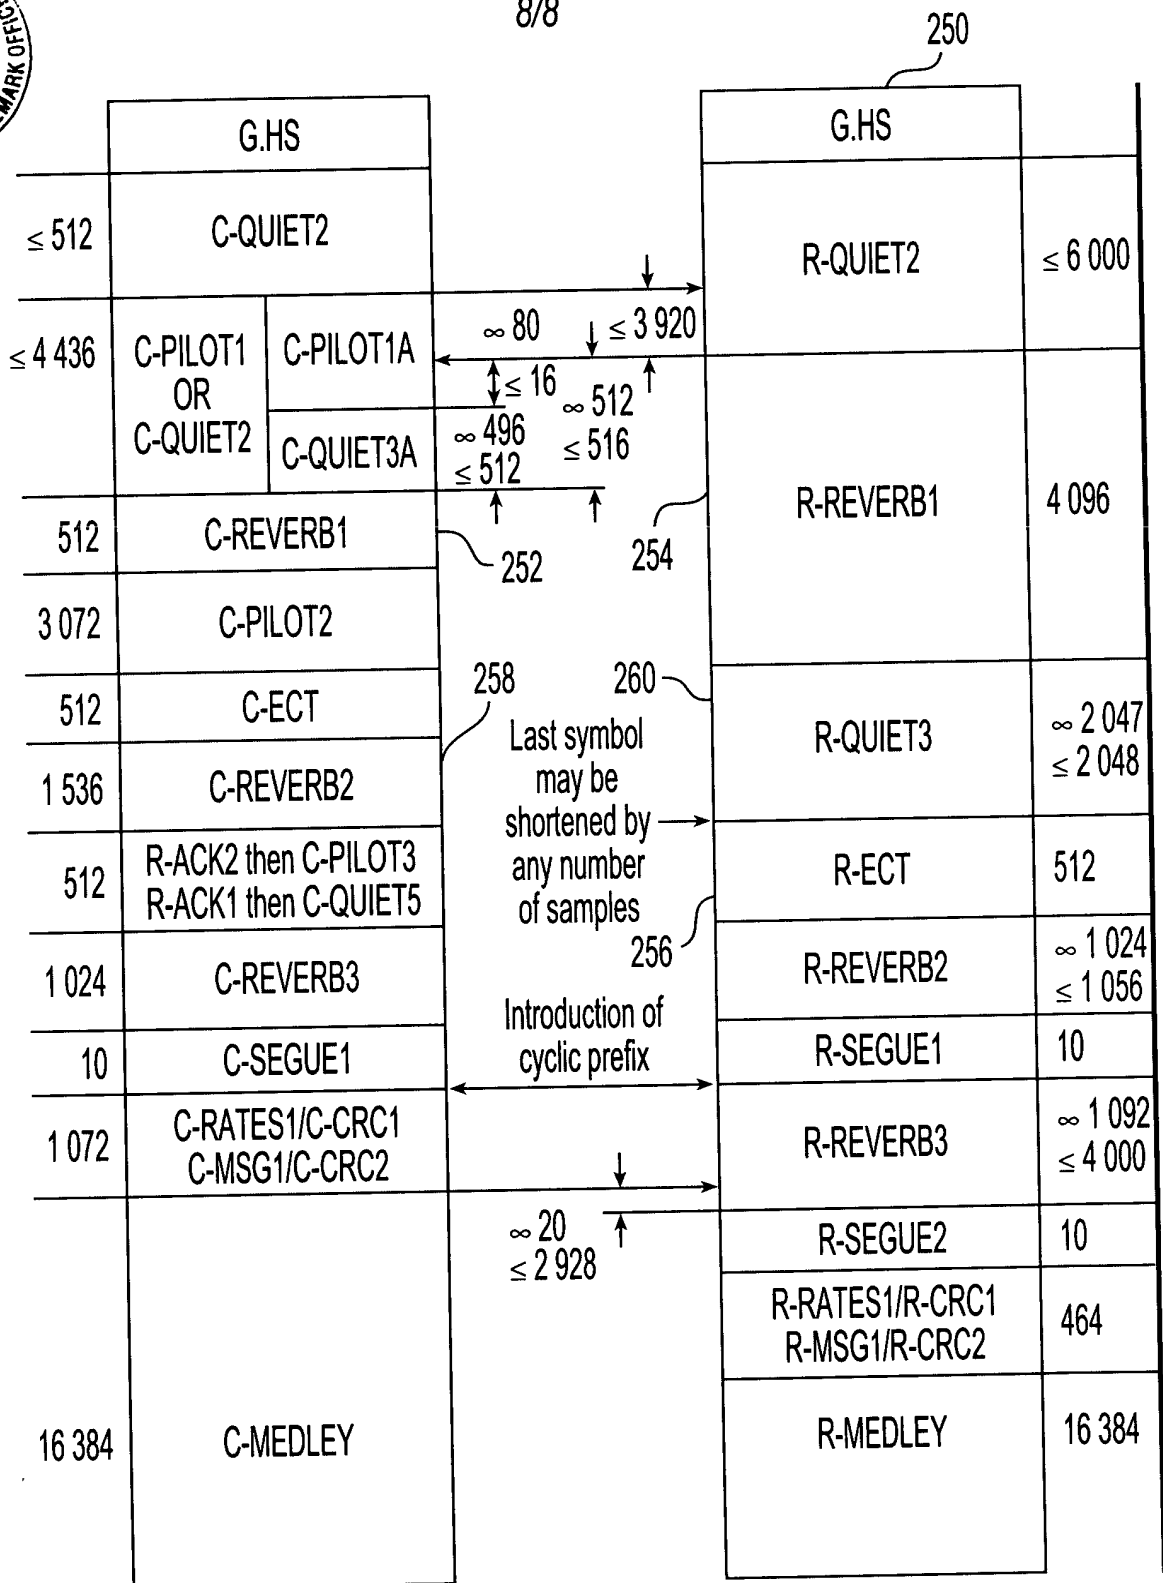 8/8
MARK OFFIC
250
G.HS
≤ 512
C-QUIET2
≤ 4 436
C-PILOT1
OR
C-QUIET2
C-PILOT1A
C-QUIET3A
512
C-REVERB1
3 072
C-PILOT2
512
C-ECT
1 536
C-REVERB2
512
R-ACK2 then C-PILOT3
R-ACK1 then C-QUIET5
1 024
C-REVERB3
10
C-SEGUE1
1 072
C-RATES1/C-CRC1
C-MSG1/C-CRC2
16 384
C-MEDLEY
∞ 80
≤ 3 920
≤ 16
∞ 512
≤ 516
∞ 496
≤ 512
252
254
258
260
Last symbol
may be
shortened by
any number
of samples
256
Introduction of
cyclic prefix
∞ 20
≤ 2 928
G.HS
R-QUIET2
≤ 6 000
R-REVERB1
4 096
R-QUIET3
∞ 2 047
≤ 2 048
R-ECT
512
R-REVERB2
∞ 1 024
≤ 1 056
R-SEGUE1
10
R-REVERB3
∞ 1 092
≤ 4 000
R-SEGUE2
10
R-RATES1/R-CRC1
R-MSG1/R-CRC2
464
R-MEDLEY
16 384